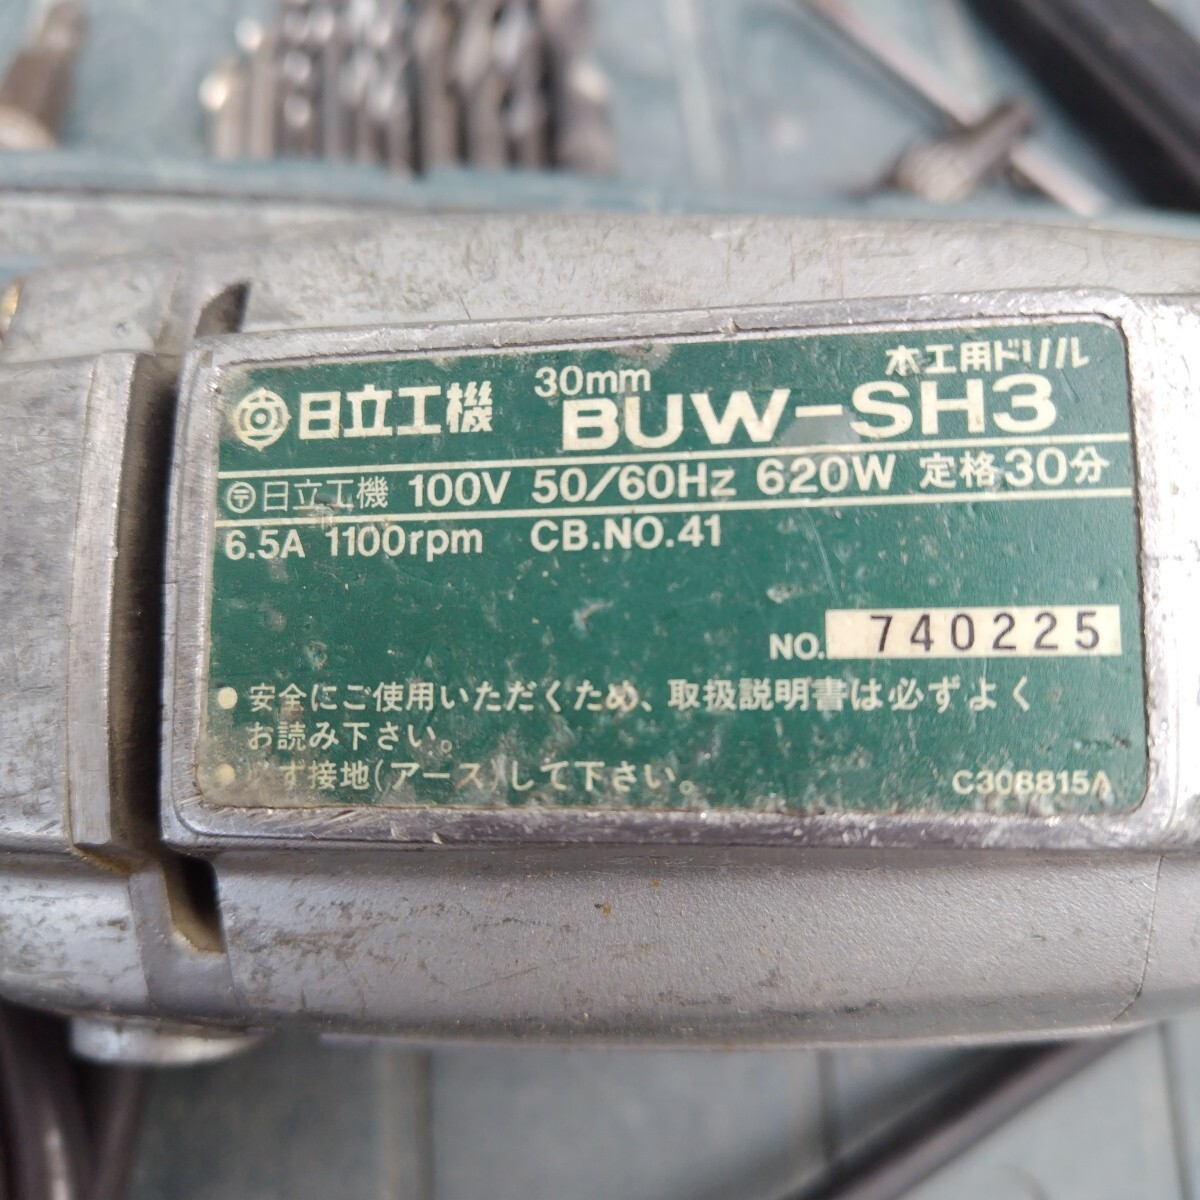 木工用ドリル
日立工機 30mm BUW-SH3
〒日立工機 100V 50/60Hz 620W 定格30分
6.5A 1100rpm CB.NO.41
NO. 740225
●安全にご使用いただくため、取扱説明書は必ずよく
お読み下さい。
●必ず接地(アース)して下さい。
C308815A